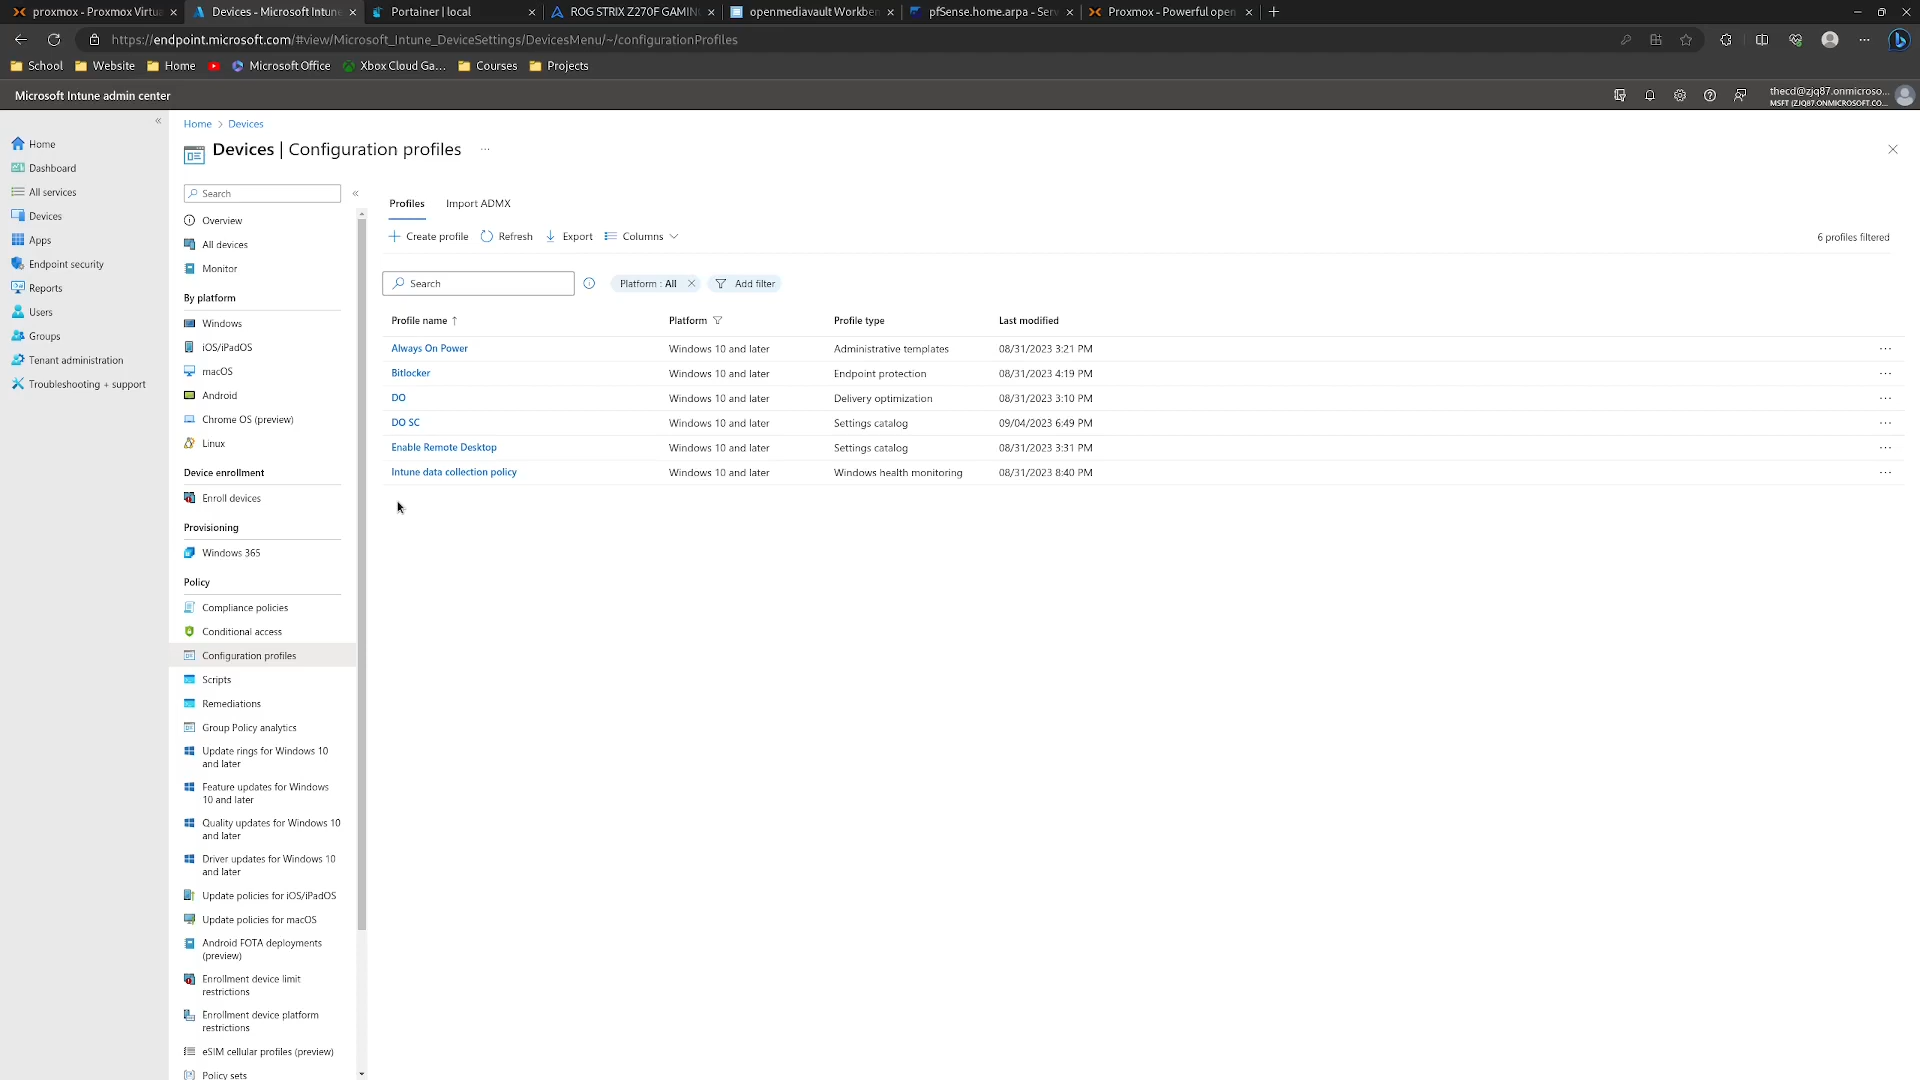 proxmox - Proxmox Virtua
Devices - Microsoft Intune
Portainer | local
ROG STRIX Z270F GAMIN
openmediavault Workben
pfSense.home.arpa - Serv
Proxmox - Powerful open
https://endpoint.microsoft.com/#view/Microsoft_Intune_DeviceSettings/DevicesMenu/~/configurationProfiles
School
Website
Home
Microsoft Office
Xbox Cloud Ga...
Courses
Projects
Microsoft Intune admin center
thecd@zjq87.onmicroso...
MSFT (ZJQ87.ONMICROSOFT.CO...
Home
Dashboard
All services
Devices
Apps
Endpoint security
Reports
Users
Groups
Tenant administration
Troubleshooting + support
Home > Devices
Devices | Configuration profiles ...
Search
Overview
All devices
Monitor
By platform
Windows
iOS/iPadOS
macOS
Android
Chrome OS (preview)
Linux
Device enrollment
Enroll devices
Provisioning
Windows 365
Policy
Compliance policies
Conditional access
Configuration profiles
Scripts
Remediations
Group Policy analytics
Update rings for Windows 10
and later
Feature updates for Windows
10 and later
Quality updates for Windows 10
and later
Driver updates for Windows 10
and later
Update policies for iOS/iPadOS
Update policies for macOS
Android FOTA deployments
(preview)
Enrollment device limit
restrictions
Enrollment device platform
restrictions
eSIM cellular profiles (preview)
Policy sets
Profiles Import ADMX
Create profile Refresh Export Columns
6 profiles filtered
Search
Platform : All
Add filter
Profile name ↑ Platform Profile type Last modified
Always On Power Windows 10 and later Administrative templates 08/31/2023 3:21 PM ...
Bitlocker Windows 10 and later Endpoint protection 08/31/2023 4:19 PM ...
DO Windows 10 and later Delivery optimization 08/31/2023 3:10 PM ...
DO SC Windows 10 and later Settings catalog 09/04/2023 6:49 PM ...
Enable Remote Desktop Windows 10 and later Settings catalog 08/31/2023 3:31 PM ...
Intune data collection policy Windows 10 and later Windows health monitoring 08/31/2023 8:40 PM ...